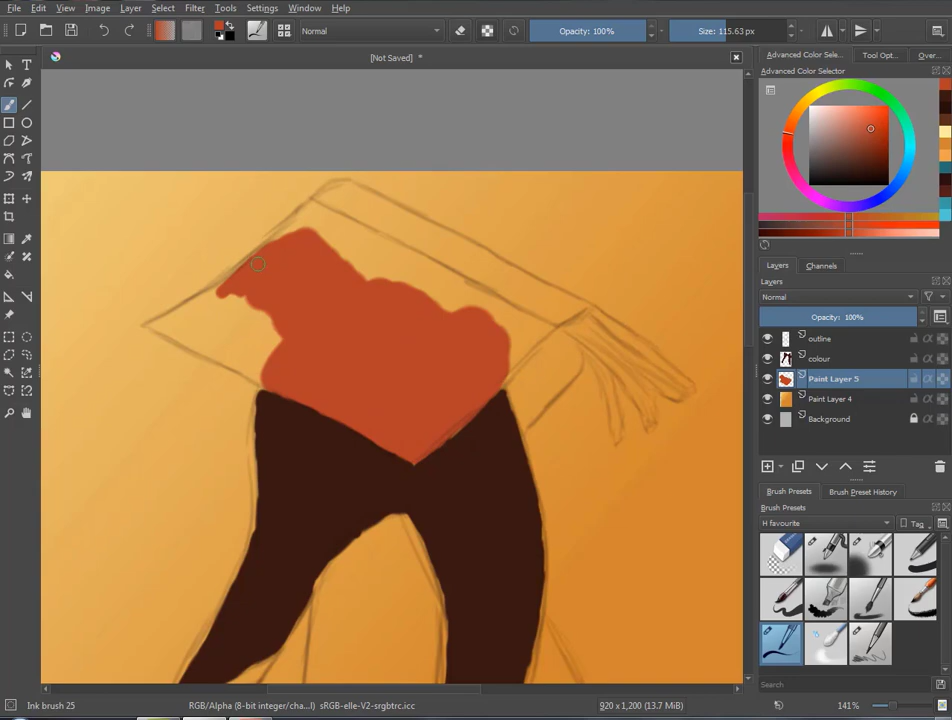 File Edit View Image Layer Select Filter Tools Settings Window Help
Normal Opacity: 100% Size: 115.63 px
[Not Saved] *
Advanced Color Sele... Tool Opt... Over...
Advanced Color Selector
Layers Channels
Layers
Normal
Opacity: 100%
outline
colour
Paint Layer 5
Paint Layer 4
Background
Brush Presets Brush Preset History
Brush Presets
H favourite Tag
Search
Ink brush 25 RGB/Alpha (8-bit integer/cha...l) sRGB-elle-V2-srgbtrc.icc 920 x 1,200 (13.7 MiB) 141%